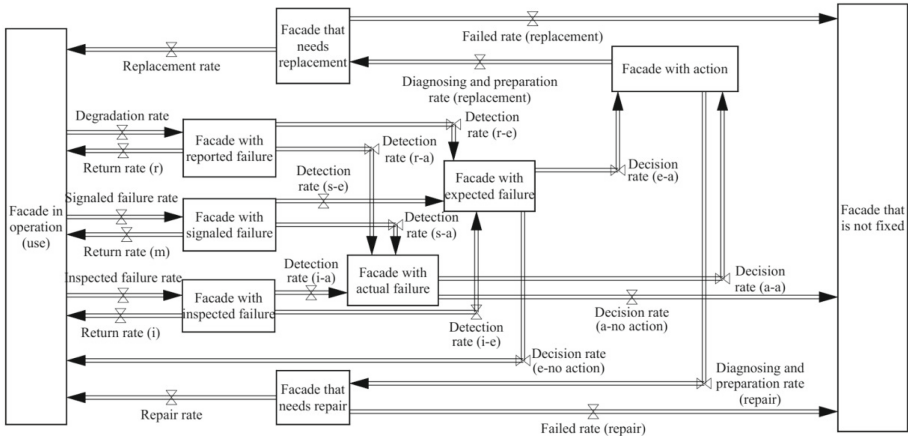 Facade that
needs
replacement
Failed rate (replacement)
Replacement rate
Diagnosing and preparation
rate (replacement)
Facade with action
Degradation rate
Facade with
reported failure
Return rate (r)
Detection
rate (r-e)
Detection
rate (r-a)
Detection
rate (s-e)
Facade with
expected failure
Decision rate
(e-a)
Facade in
operation
(use)
Signaled failure rate
Facade with
signaled failure
Return rate (m)
Detection
rate (s-a)
Facade that
is not fixed
Inspected failure rate
Facade with
inspected failure
Return rate (i)
Detection
rate (i-a)
Facade with
actual failure
Decision
rate (a-a)
Decision rate
(a-no action)
Detection
rate (i-e)
Decision rate
(e-no action)
Diagnosing and
preparation rate
(repair)
Facade that
needs repair
Repair rate
Failed rate (repair)